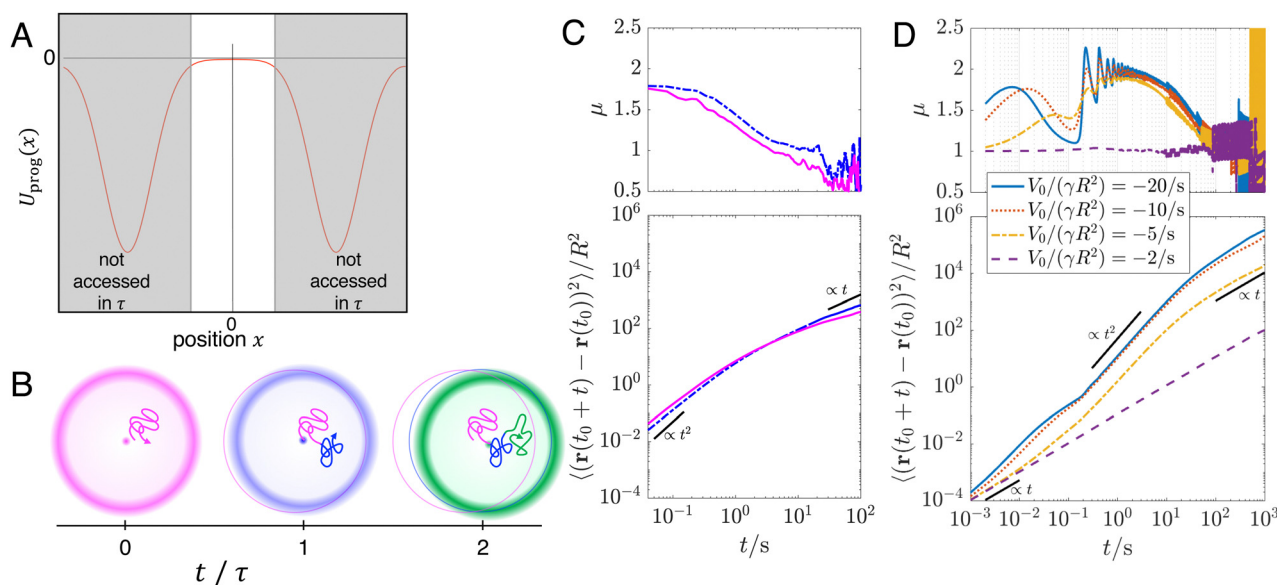 A
0
U_prog(x)
not
accessed
in τ
not
accessed
in τ
0
position x
B
0
1
2
t / τ
C
2.5
2
1.5
1
0.5
μ
10^6
10^4
10^2
10^0
10^−2
10^−4
⟨(r(t_0 + t) − r(t_0))^2⟩/R^2
∝ t
∝ t^2
10^−1
10^0
10^1
10^2
t/s
D
2.5
2
1.5
1
0.5
μ
V_0/(γR^2) = −20/s
V_0/(γR^2) = −10/s
V_0/(γR^2) = −5/s
V_0/(γR^2) = −2/s
10^6
10^4
10^2
10^0
10^−2
10^−4
⟨(r(t_0 + t) − r(t_0))^2⟩/R^2
∝ t^2
∝ t
∝ t
10^−3
10^−2
10^−1
10^0
10^1
10^2
10^3
t/s